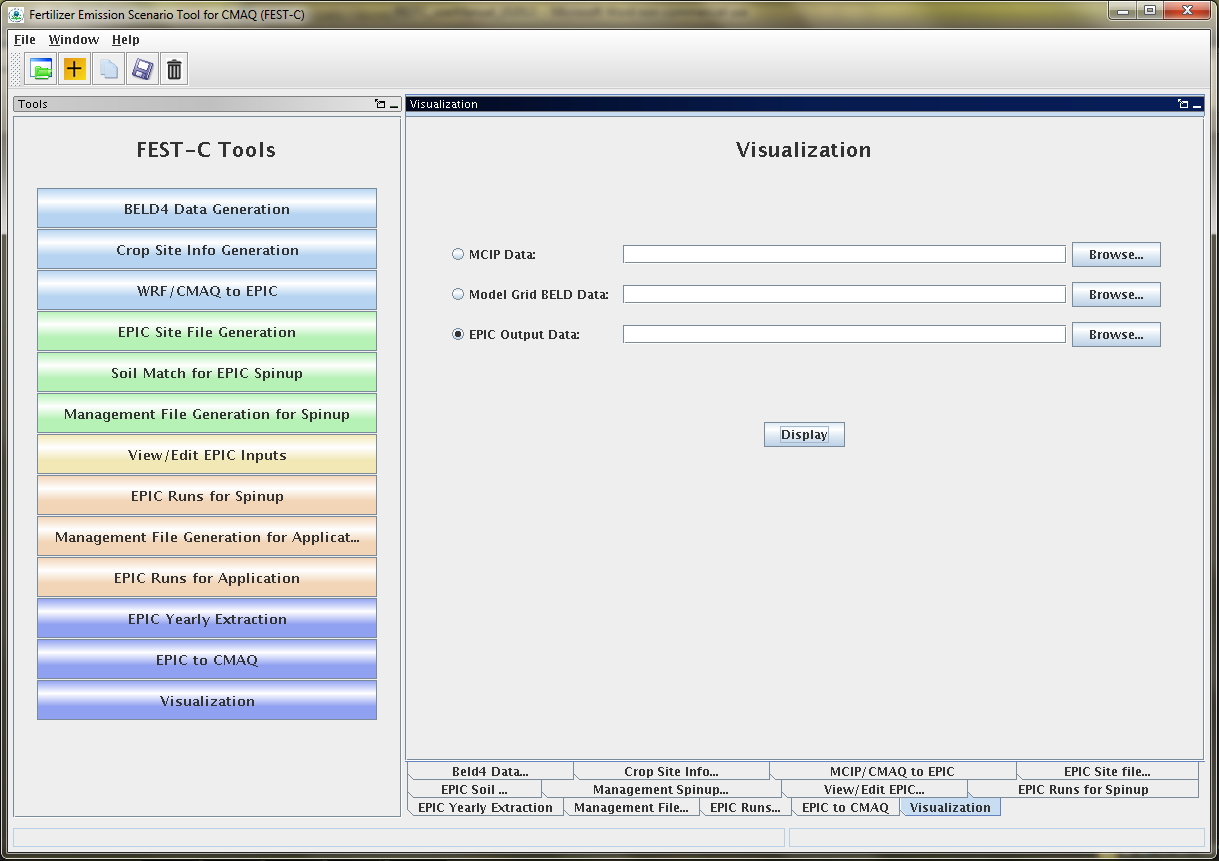 Fertilizer Emission Scenario Tool for CMAQ (FEST-C)
File Window Help
Tools
FEST-C Tools
BELD4 Data Generation
Crop Site Info Generation
WRF/CMAQ to EPIC
EPIC Site File Generation
Soil Match for EPIC Spinup
Management File Generation for Spinup
View/Edit EPIC Inputs
EPIC Runs for Spinup
Management File Generation for Applicat...
EPIC Runs for Application
EPIC Yearly Extraction
EPIC to CMAQ
Visualization
Visualization
Visualization
MCIP Data: Browse...
Model Grid BELD Data: Browse...
EPIC Output Data: Browse...
Display
Beld4 Data... Crop Site Info... MCIP/CMAQ to EPIC EPIC Site file...
EPIC Soil ... Management Spinup... View/Edit EPIC... EPIC Runs for Spinup
EPIC Yearly Extraction Management File... EPIC Runs... EPIC to CMAQ Visualization